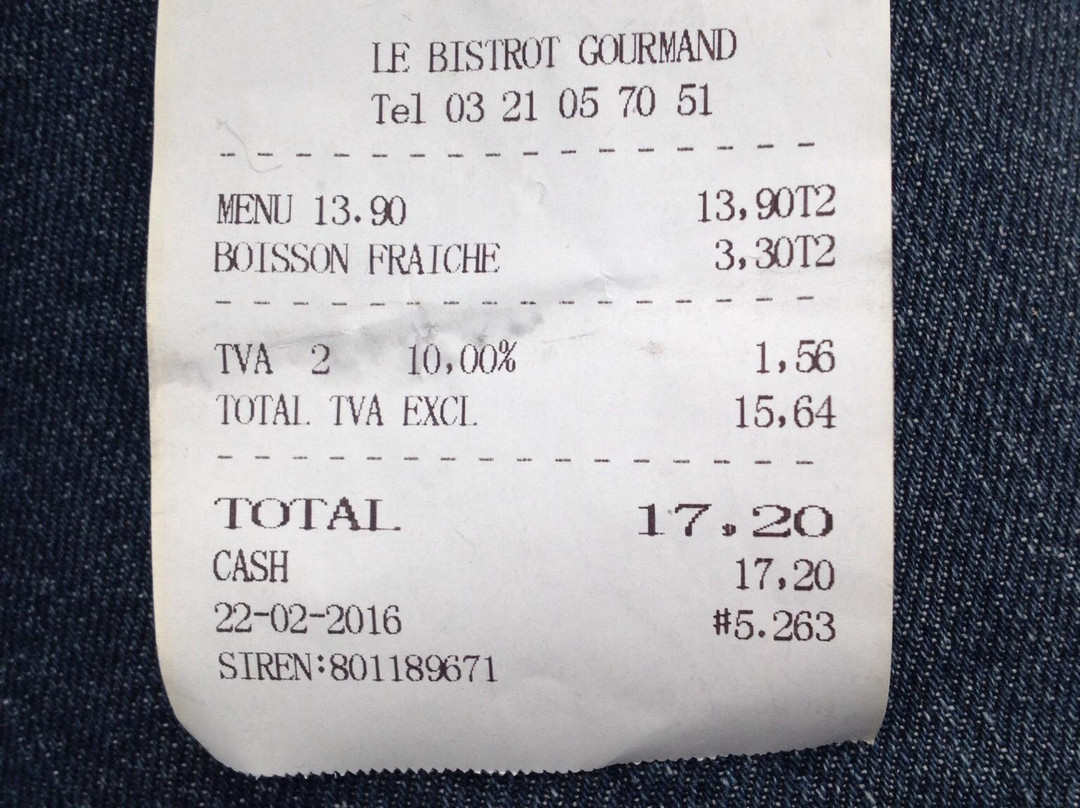 LE BISTROT GOURMAND
Tel 03 21 05 70 51
MENU 13.90 13,90T2
BOISSON FRAICHE 3,30T2
TVA 2 10,00% 1,56
TOTAL TVA EXCL 15,64
TOTAL 17,20
CASH 17,20
22-02-2016 #5.263
SIREN:801189671